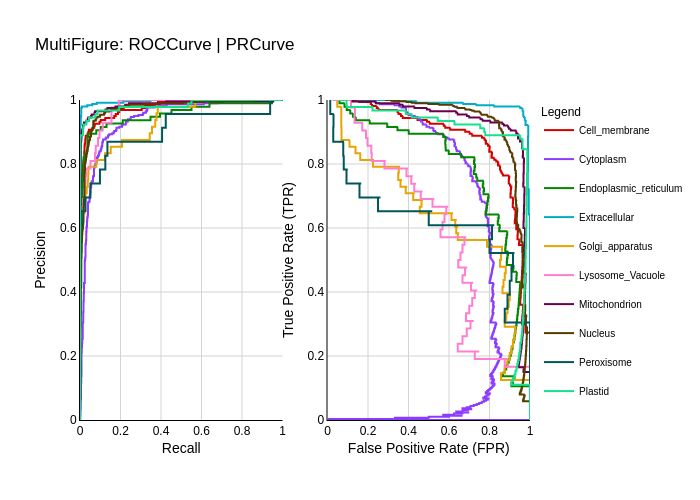 MultiFigure: ROCCurve | PRCurve
Precision
1
0.8
0.6
0.4
0.2
0
0 0.2 0.4 0.6 0.8 1
Recall
True Positive Rate (TPR)
1
0.8
0.6
0.4
0.2
0
0 0.2 0.4 0.6 0.8 1
False Positive Rate (FPR)
Legend
Cell_membrane
Cytoplasm
Endoplasmic_reticulum
Extracellular
Golgi_apparatus
Lysosome_Vacuole
Mitochondrion
Nucleus
Peroxisome
Plastid